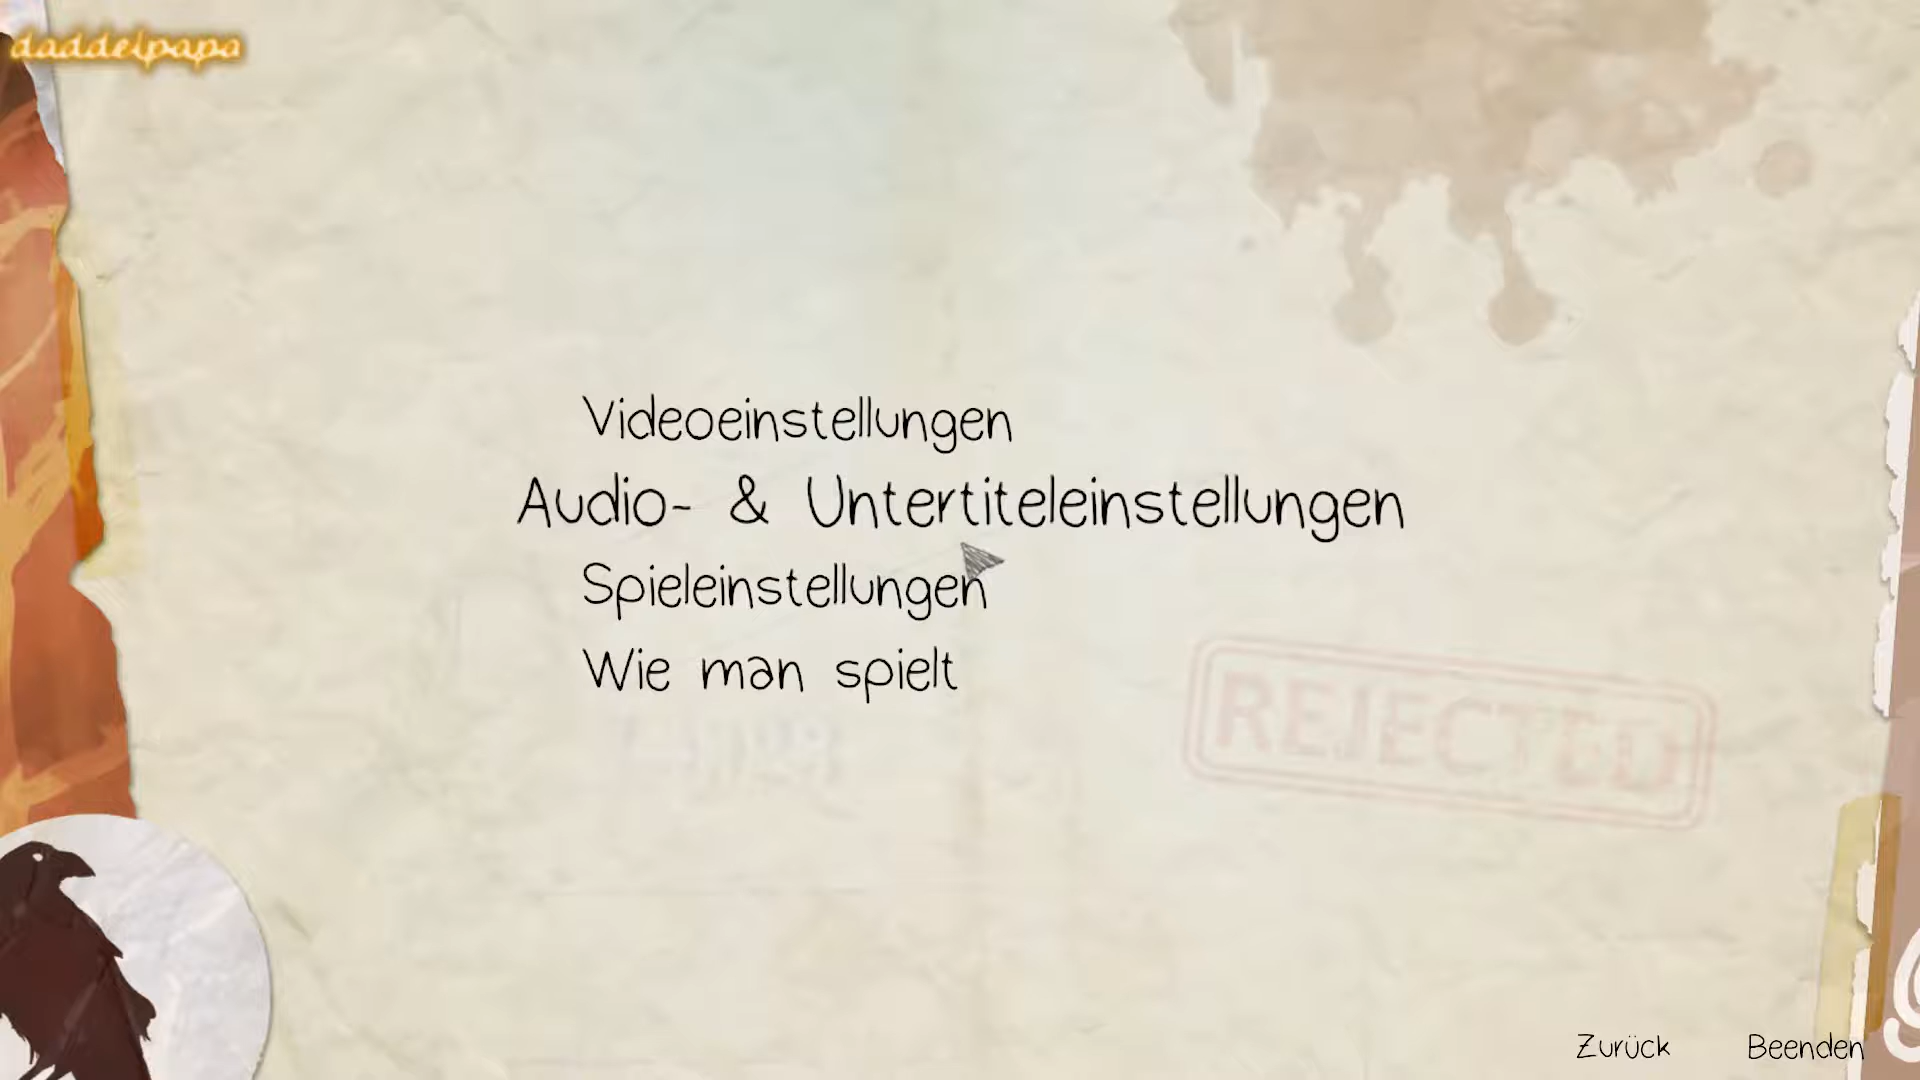 daddelpapa
Videoeinstellungen
Audio- & Untertiteleinstellungen
Spieleinstellungen
Wie man spielt
REJECTED
Zurück
Beenden